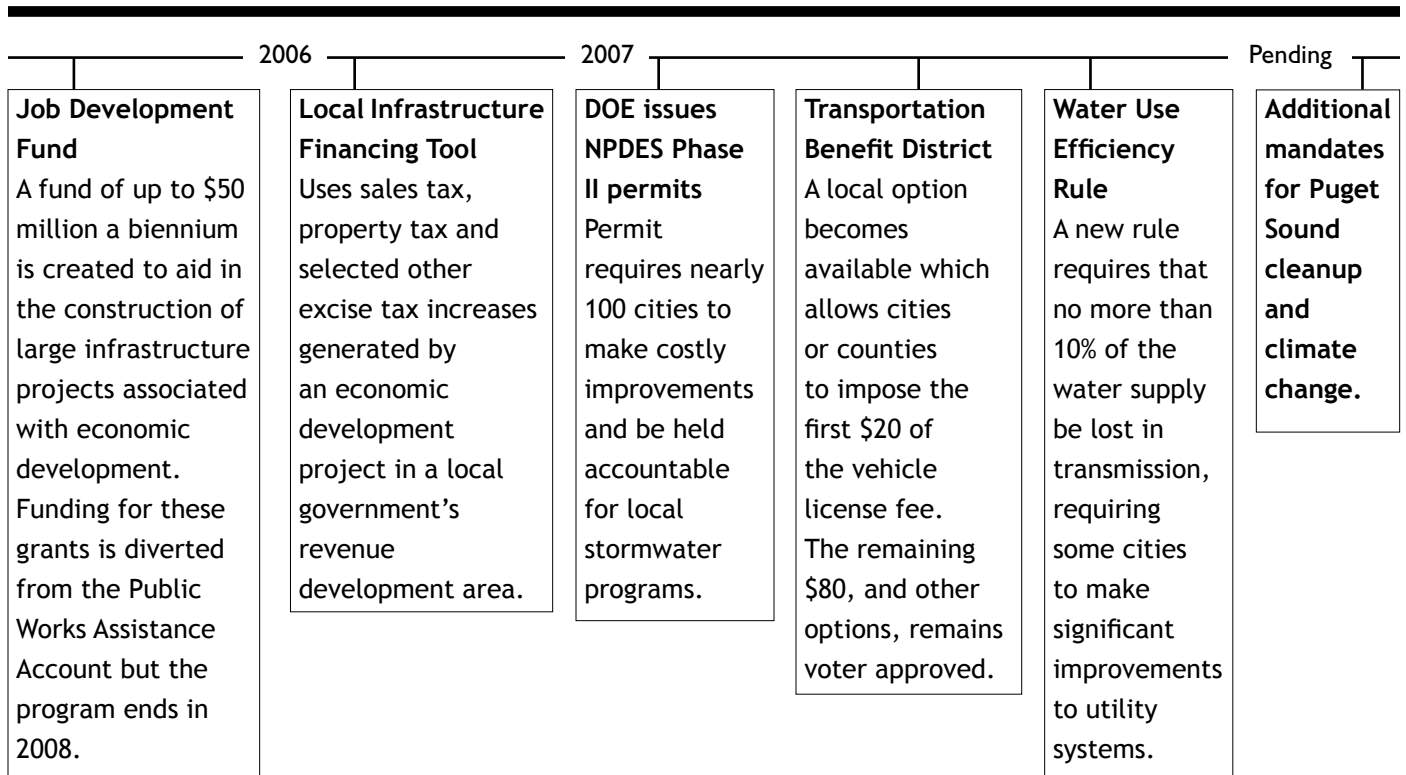 2006
2007
Pending
Job Development
Fund
A fund of up to $50
million a biennium
is created to aid in
the construction of
large infrastructure
projects associated
with economic
development.
Funding for these
grants is diverted
from the Public
Works Assistance
Account but the
program ends in
2008.
Local Infrastructure
Financing Tool
Uses sales tax,
property tax and
selected other
excise tax increases
generated by
an economic
development
project in a local
government’s
revenue
development area.
DOE issues
NPDES Phase
II permits
Permit
requires nearly
100 cities to
make costly
improvements
and be held
accountable
for local
stormwater
programs.
Transportation
Benefit District
A local option
becomes
available which
allows cities
or counties
to impose the
first $20 of
the vehicle
license fee.
The remaining
$80, and other
options, remains
voter approved.
Water Use
Efficiency
Rule
A new rule
requires that
no more than
10% of the
water supply
be lost in
transmission,
requiring
some cities
to make
significant
improvements
to utility
systems.
Additional
mandates
for Puget
Sound
cleanup
and
climate
change.